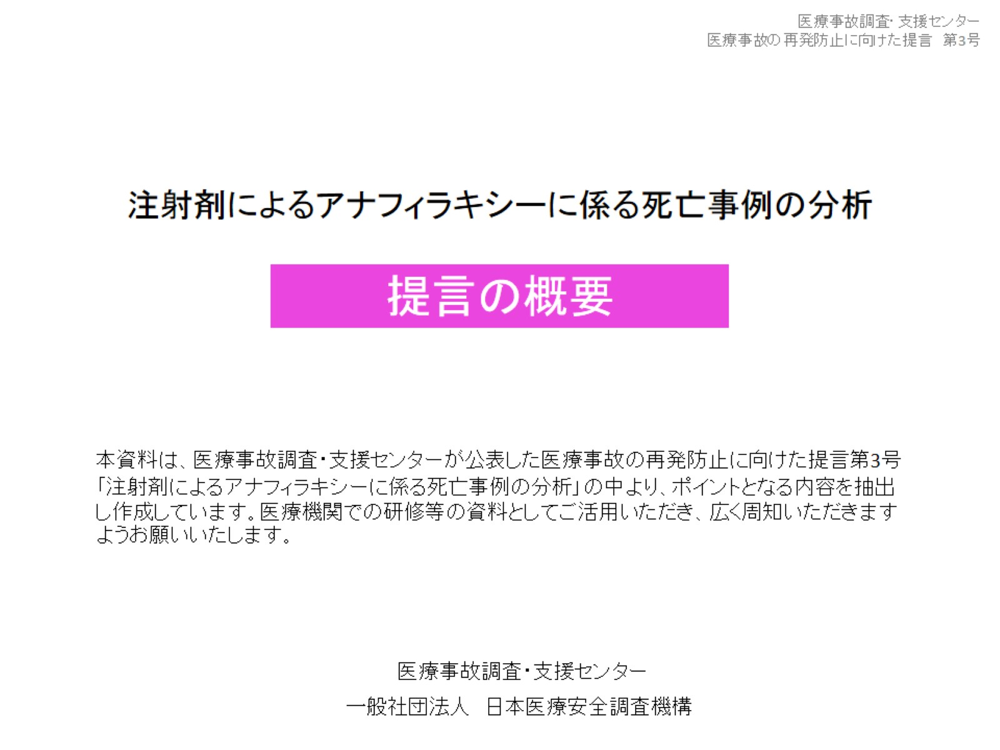 医療事故調査・支援センター
医療事故の再発防止に向けた提言　第3号
注射剤によるアナフィラキシーに係る死亡事例の分析
提言の概要
本資料は、医療事故調査・支援センターが公表した医療事故の再発防止に向けた提言第3号
「注射剤によるアナフィラキシーに係る死亡事例の分析」の中より、ポイントとなる内容を抽出
し作成しています。医療機関での研修等の資料としてご活用いただき、広く周知いただきます
ようお願いいたします。
医療事故調査・支援センター
一般社団法人　日本医療安全調査機構